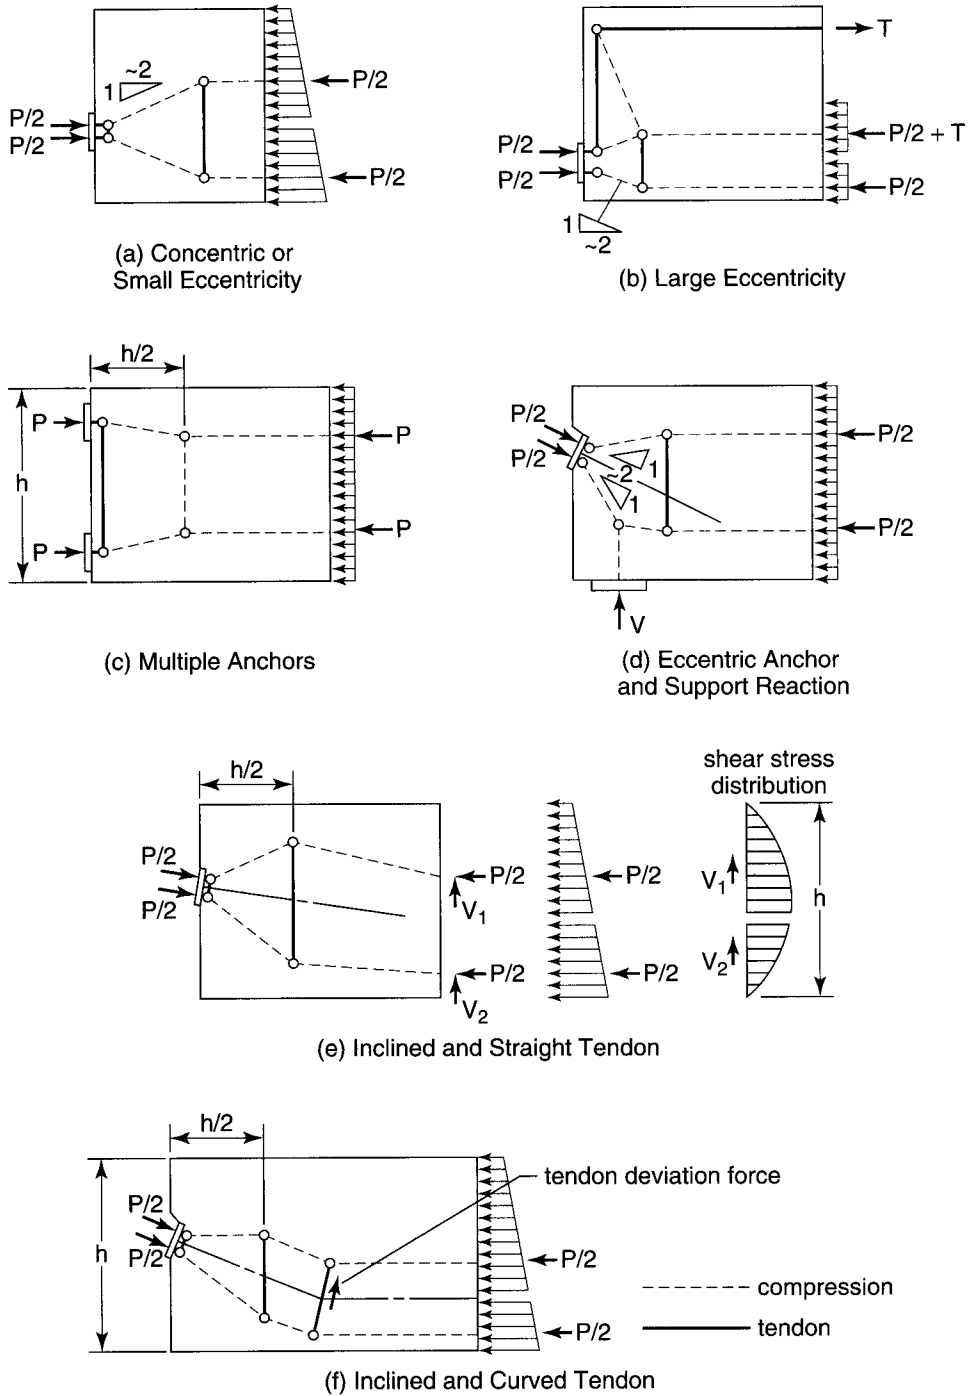 ~2
1
P/2
P/2
P/2
P/2
(a) Concentric or
Small Eccentricity
T
P/2
P/2
P/2 + T
P/2
1
~2
(b) Large Eccentricity
h/2
h
P
P
P
P
(c) Multiple Anchors
P/2
P/2
~2
1
1
P/2
P/2
V
(d) Eccentric Anchor
and Support Reaction
h/2
P/2
P/2
P/2
V1
P/2
V2
P/2
P/2
shear stress
distribution
V1
V2
h
(e) Inclined and Straight Tendon
h/2
h
P/2
P/2
tendon deviation force
P/2
P/2
compression
tendon
(f) Inclined and Curved Tendon